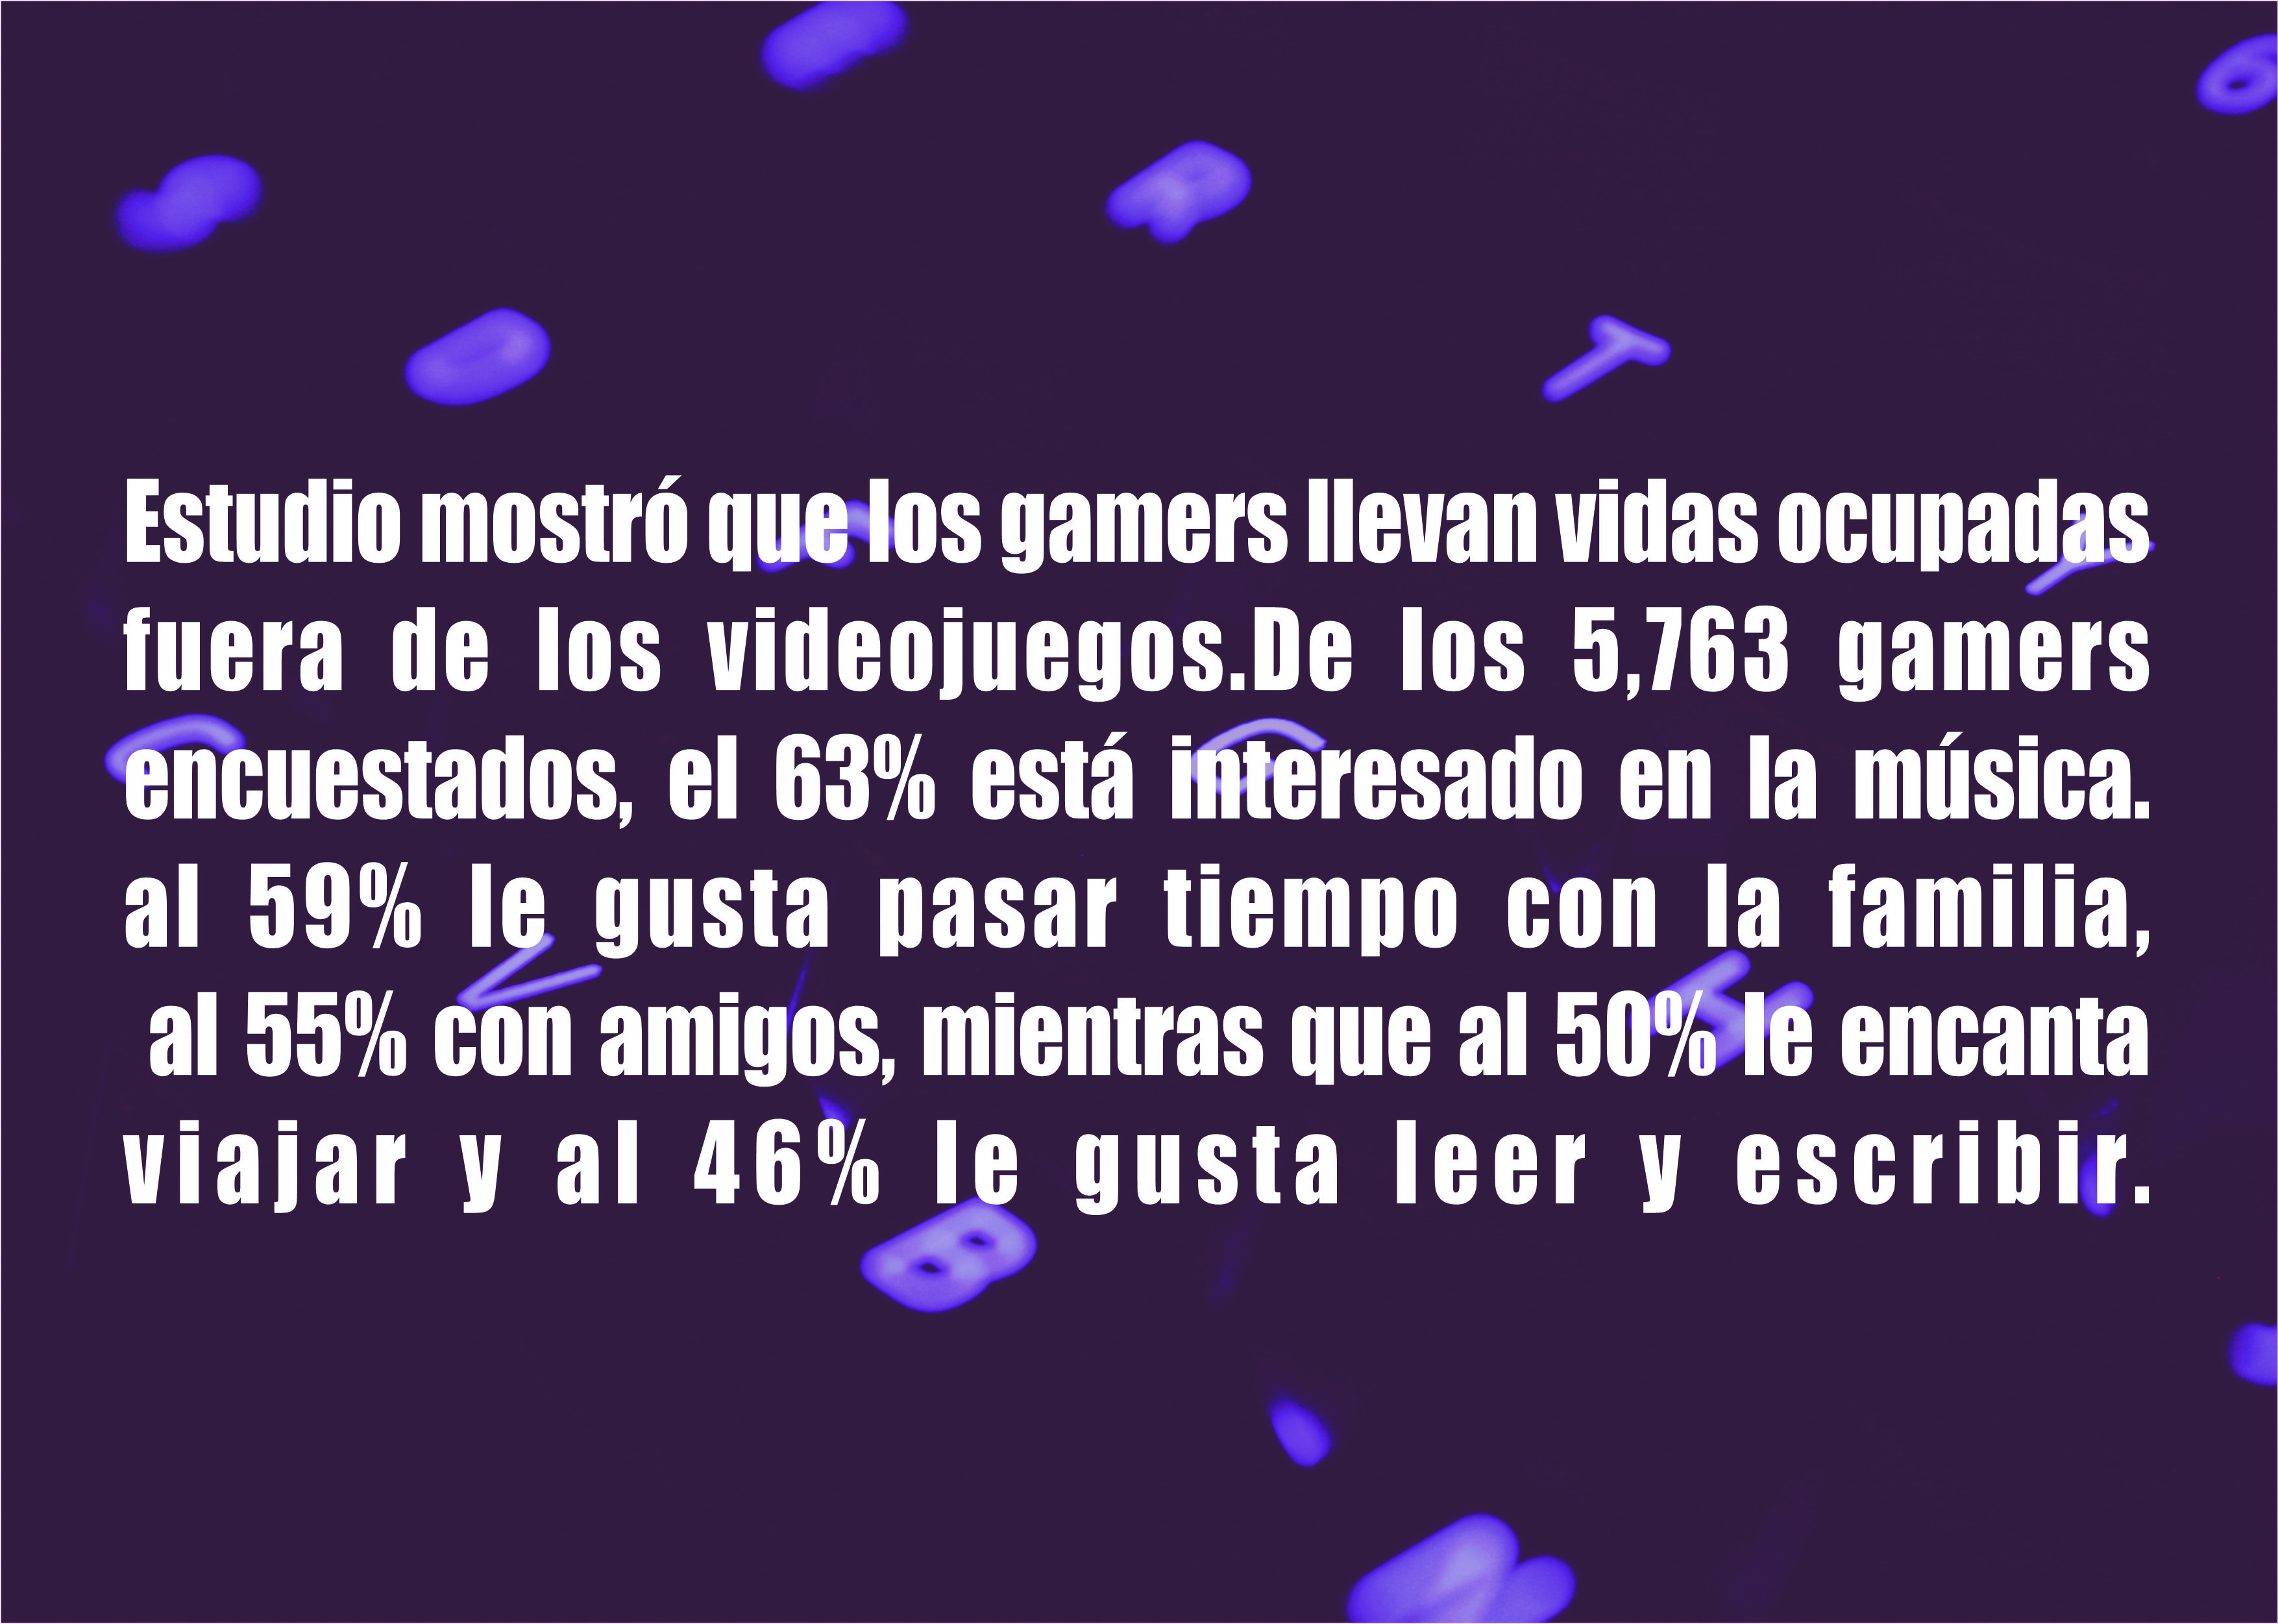 Estudio mostró que los gamers llevan vidas ocupadas
fuera de los videojuegos.De los 5,763 gamers
encuestados, el 63% está interesado en la música.
al 59% le gusta pasar tiempo con la familia,
al 55% con amigos, mientras que al 50% le encanta
viajar y al 46% le gusta leer y escribir.